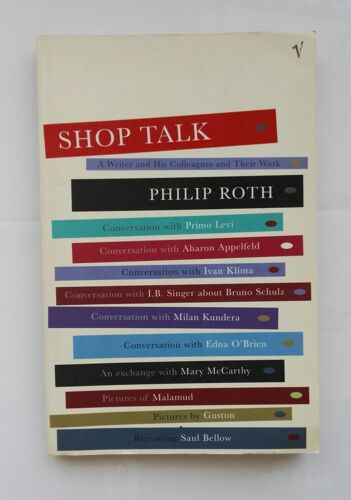 V
SHOP TALK
A Writer and His Colleagues and Their Work
PHILIP ROTH
Conversation with Primo Levi
Conversation with Aharon Appelfeld
Conversation with Ivan Klíma
Conversation with I.B. Singer about Bruno Schulz
Conversation with Milan Kundera
Conversation with Edna O'Brien
An exchange with Mary McCarthy
Pictures of Malamud
Pictures by Guston
Rereading Saul Bellow